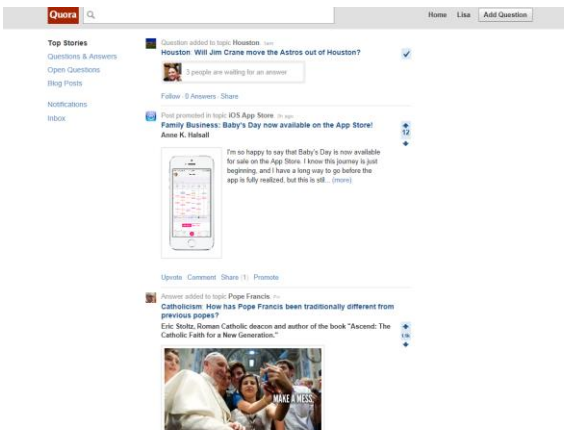 Quora
Home Lisa Add Question
Top Stories
Questions & Answers
Open Questions
Blog Posts
Notifications
Inbox
Question added to topic Houston.
Houston: Will Jim Crane move the Astros out of Houston?
3 people are waiting for an answer
Follow · 0 Answers · Share
Post promoted in topic iOS App Store.
Family Business: Baby's Day now available on the App Store!
Anne K. Halsall
12
I'm so happy to say that Baby's Day is now available
for sale on the App Store. I know this journey is just
beginning, and I have a long way to go before the
app is fully realized, but this is still... (more)
Upvote Comment Share (1) Promote
Answer added to topic Pope Francis.
Catholicism: How has Pope Francis been traditionally different from
previous popes?
Eric Stoltz, Roman Catholic deacon and author of the book "Ascend: The
Catholic Faith for a New Generation."
MAKE A MESS.